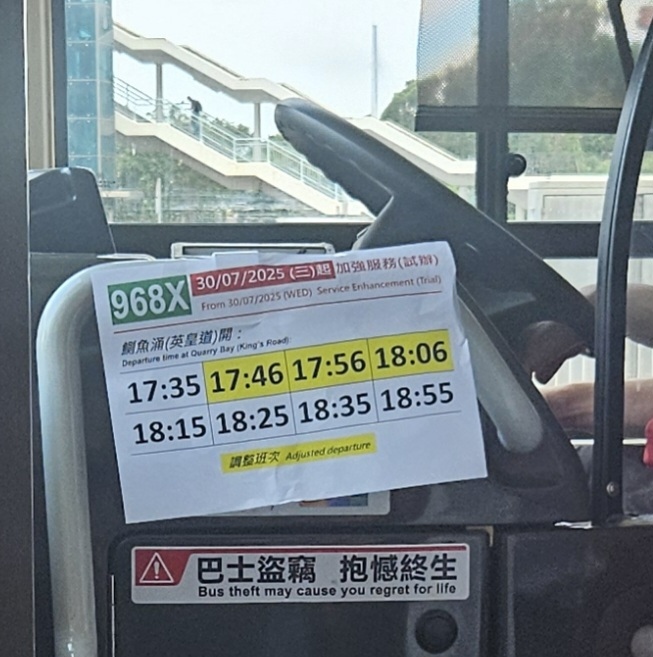 968X 30/07/2025 (三)起 加強服務(試辦)
From 30/07/2025 (WED) Service Enhancement (Trial)
鰂魚涌(英皇道)開：
Departure time at Quarry Bay (King's Road):
17:35 17:46 17:56 18:06
18:15 18:25 18:35 18:55
調整班次 Adjusted departure
巴士盜竊 抱憾終生
Bus theft may cause you regret for life